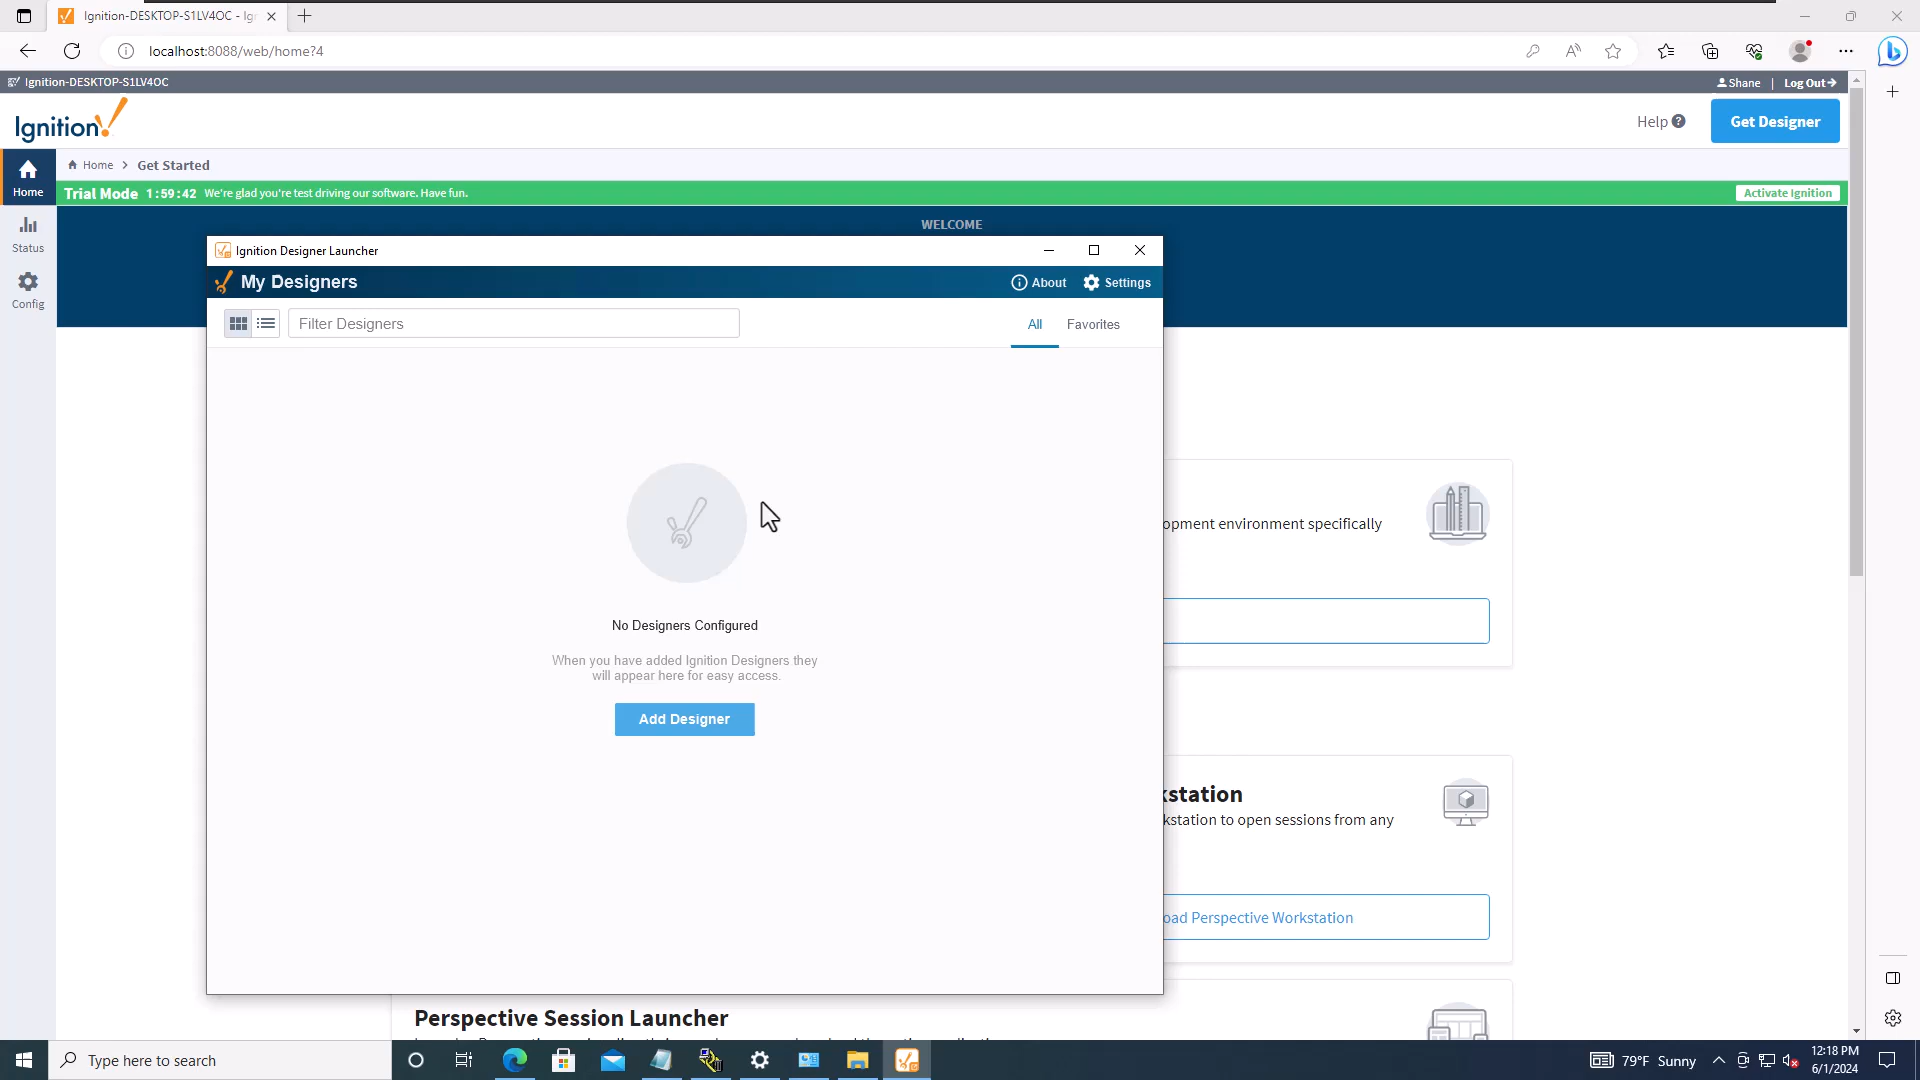 Ignition-DESKTOP-S1LV4OC - Ig
localhost:8088/web/home?4
Ignition-DESKTOP-S1LV4OC
Shane | Log Out
Ignition!
Help
Get Designer
Home > Get Started
Home
Trial Mode 1:59:42 We're glad you're test driving our software. Have fun.
Activate Ignition
Status
Config
WELCOME
Ignition Designer Launcher
My Designers
About
Settings
Filter Designers
All
Favorites
No Designers Configured
When you have added Ignition Designers they
will appear here for easy access.
Add Designer
opment environment specifically
kstation
kstation to open sessions from any
oad Perspective Workstation
Perspective Session Launcher
Type here to search
79°F Sunny
12:18 PM
6/1/2024